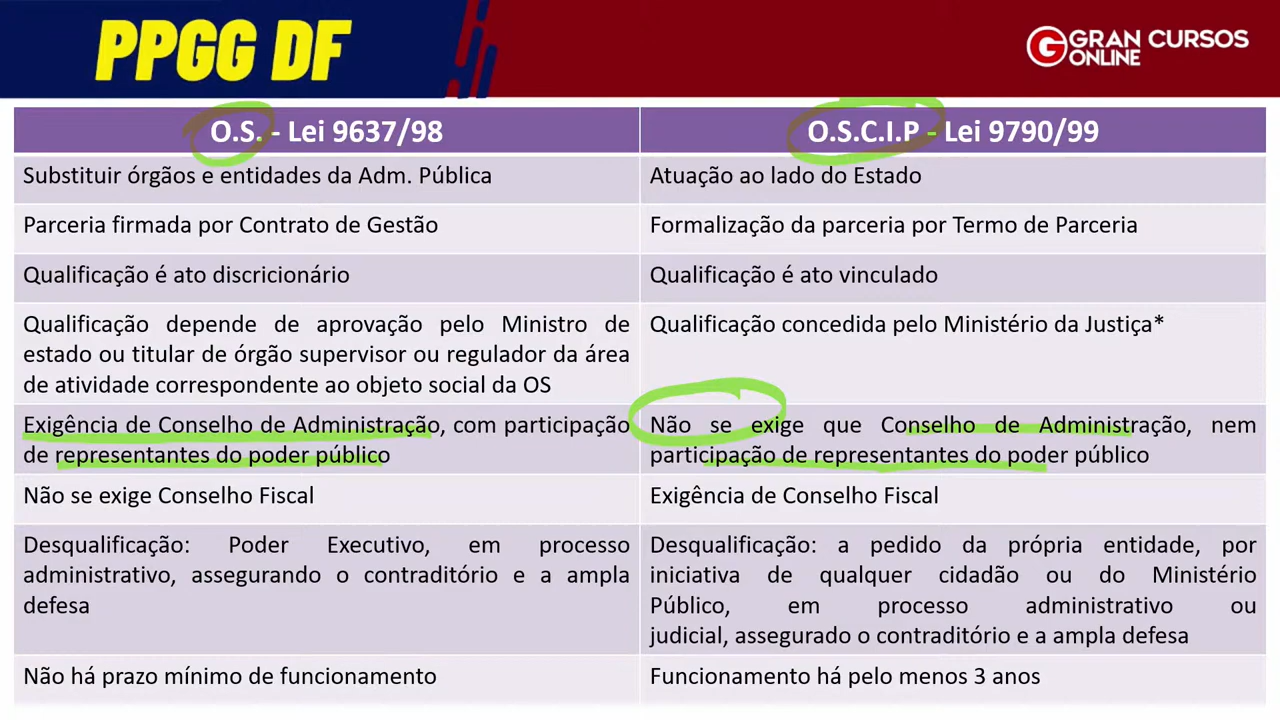 PPGG DF
GRAN CURSOS
ONLINE
O.S. - Lei 9637/98
O.S.C.I.P - Lei 9790/99
Substituir órgãos e entidades da Adm. Pública
Atuação ao lado do Estado
Parceria firmada por Contrato de Gestão
Formalização da parceria por Termo de Parceria
Qualificação é ato discricionário
Qualificação é ato vinculado
Qualificação depende de aprovação pelo Ministro de
estado ou titular de órgão supervisor ou regulador da área
de atividade correspondente ao objeto social da OS
Qualificação concedida pelo Ministério da Justiça*
Exigência de Conselho de Administração, com participação
de representantes do poder público
Não se exige que Conselho de Administração, nem
participação de representantes do poder público
Não se exige Conselho Fiscal
Exigência de Conselho Fiscal
Desqualificação: Poder Executivo, em processo
administrativo, assegurando o contraditório e a ampla
defesa
Desqualificação: a pedido da própria entidade, por
iniciativa de qualquer cidadão ou do Ministério
Público, em processo administrativo ou
judicial, assegurado o contraditório e a ampla defesa
Não há prazo mínimo de funcionamento
Funcionamento há pelo menos 3 anos